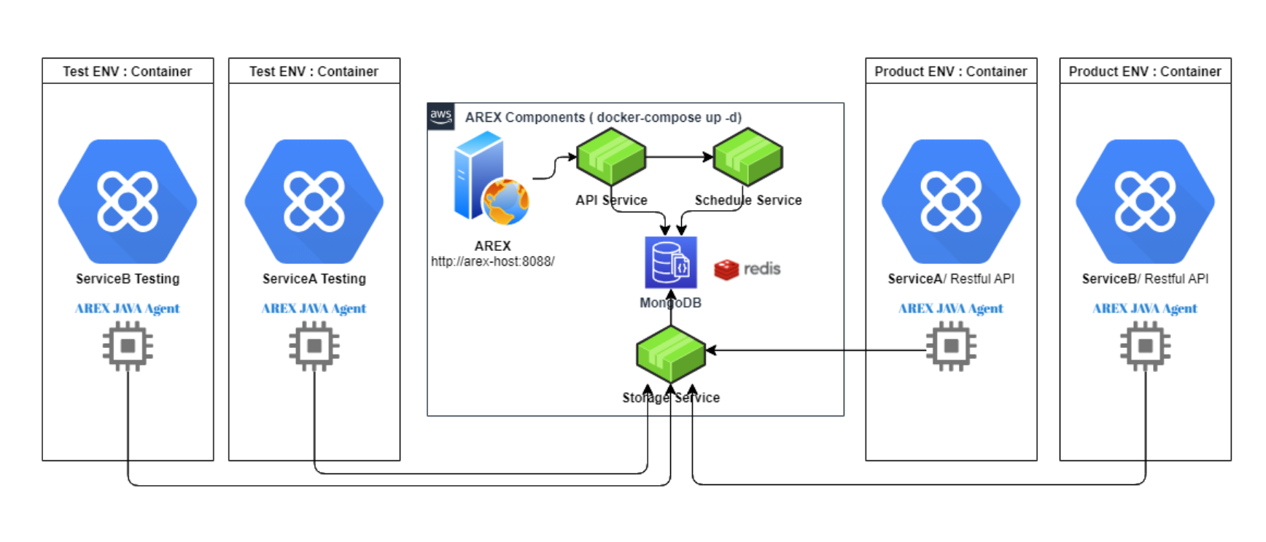 Test ENV : Container
ServiceB Testing
AREX JAVA Agent
Test ENV : Container
ServiceA Testing
AREX JAVA Agent
aws
AREX Components ( docker-compose up -d)
API Service
Schedule Service
AREX
http://arex-host:8088/
redis
MongoDB
Storage Service
Product ENV : Container
ServiceA/ Restful API
AREX JAVA Agent
Product ENV : Container
ServiceB/ Restful API
AREX JAVA Agent